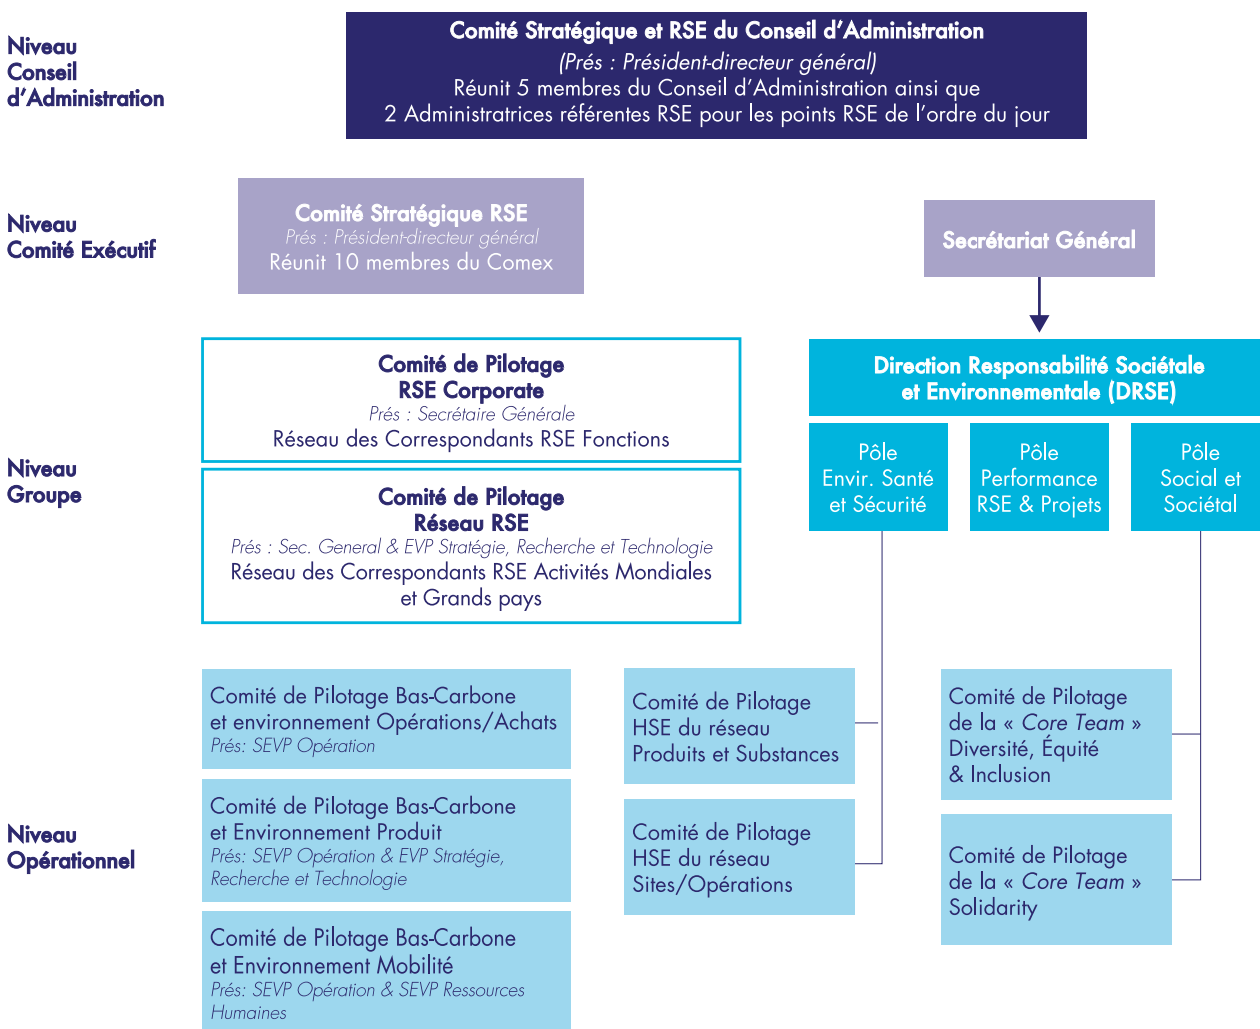 Niveau
Conseil
d'Administration
Comité Stratégique et RSE du Conseil d'Administration
(Prés : Président-directeur général)
Réunit 5 membres du Conseil d'Administration ainsi que
2 Administratrices référentes RSE pour les points RSE de l'ordre du jour
Niveau
Comité Exécutif
Comité Stratégique RSE
Prés : Président-directeur général
Réunit 10 membres du Comex
Secrétariat Général
Niveau
Groupe
Comité de Pilotage
RSE Corporate
Prés : Secrétaire Générale
Réseau des Correspondants RSE Fonctions
Comité de Pilotage
Réseau RSE
Prés : Sec. General & EVP Stratégie, Recherche et Technologie
Réseau des Correspondants RSE Activités Mondiales
et Grands pays
Direction Responsabilité Sociétale
et Environnementale (DRSE)
Pôle
Envir. Santé
et Sécurité
Pôle
Performance
RSE & Projets
Pôle
Social et
Sociétal
Niveau
Opérationnel
Comité de Pilotage Bas-Carbone
et environnement Opérations/Achats
Prés: SEVP Opération
Comité de Pilotage Bas-Carbone
et Environnement Produit
Prés: SEVP Opération & EVP Stratégie,
Recherche et Technologie
Comité de Pilotage Bas-Carbone
et Environnement Mobilité
Prés: SEVP Opération & SEVP Ressources
Humaines
Comité de Pilotage
HSE du réseau
Produits et Substances
Comité de Pilotage
HSE du réseau
Sites/Opérations
Comité de Pilotage
de la « Core Team »
Diversité, Équité
& Inclusion
Comité de Pilotage
de la « Core Team »
Solidarity